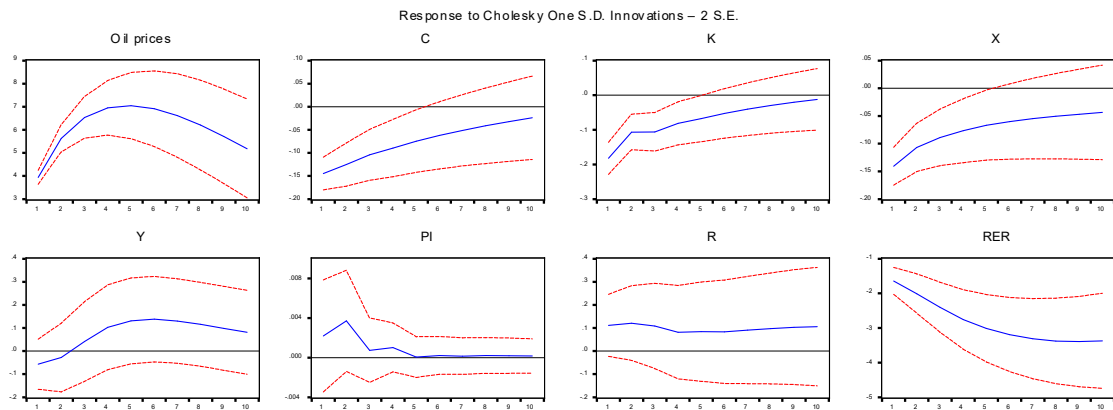 Response to Cholesky One S.D. Innovations – 2 S.E.
Oil prices
C
K
X
9
8
7
6
5
4
3
1 2 3 4 5 6 7 8 9 10
.10
.05
.00
-.05
-.10
-.15
-.20
1 2 3 4 5 6 7 8 9 10
.1
.0
-.1
-.2
-.3
1 2 3 4 5 6 7 8 9 10
.05
.00
-.05
-.10
-.15
-.20
1 2 3 4 5 6 7 8 9 10
Y
PI
R
RER
.4
.3
.2
.1
.0
-.1
-.2
1 2 3 4 5 6 7 8 9 10
.008
.004
.000
-.004
1 2 3 4 5 6 7 8 9 10
.4
.3
.2
.1
.0
-.1
-.2
1 2 3 4 5 6 7 8 9 10
-1
-2
-3
-4
-5
1 2 3 4 5 6 7 8 9 10